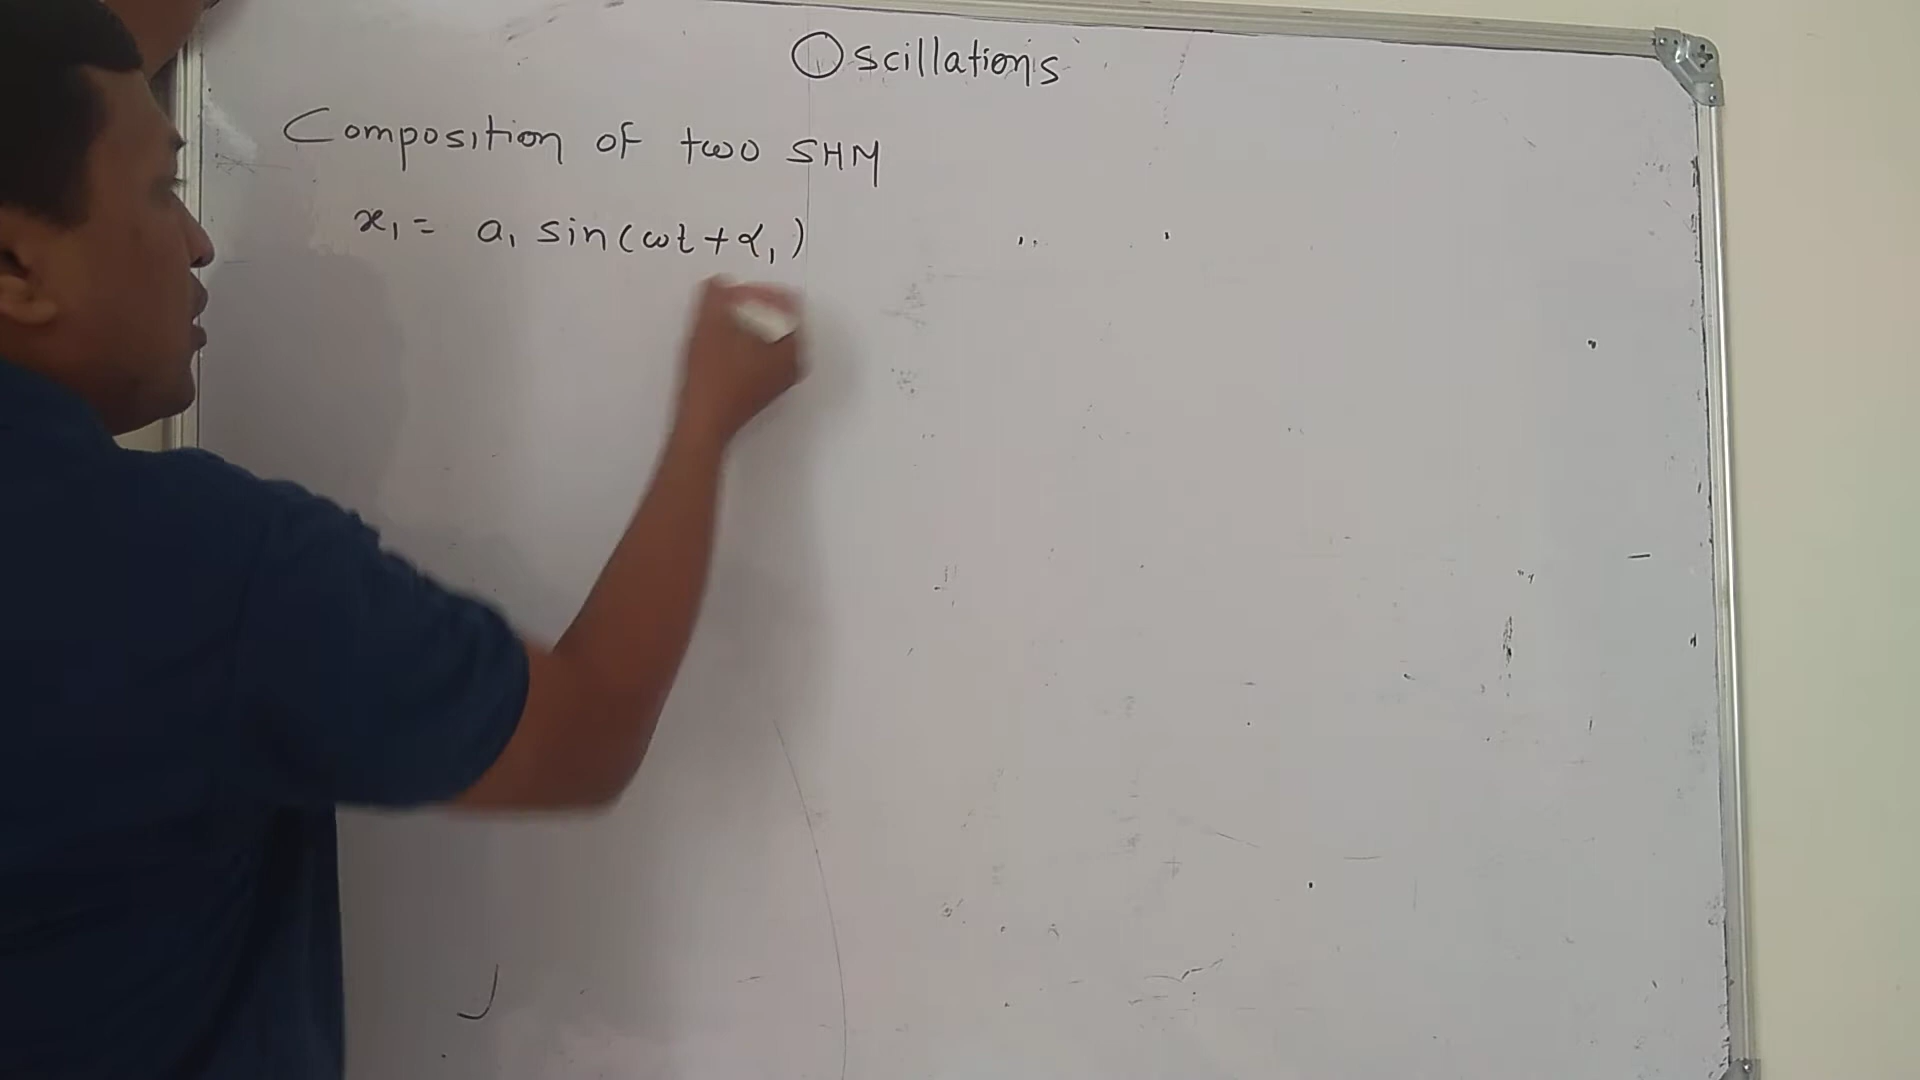 Oscillations
Composition of two SHM
x₁ = a₁ sin(ωt + α₁)